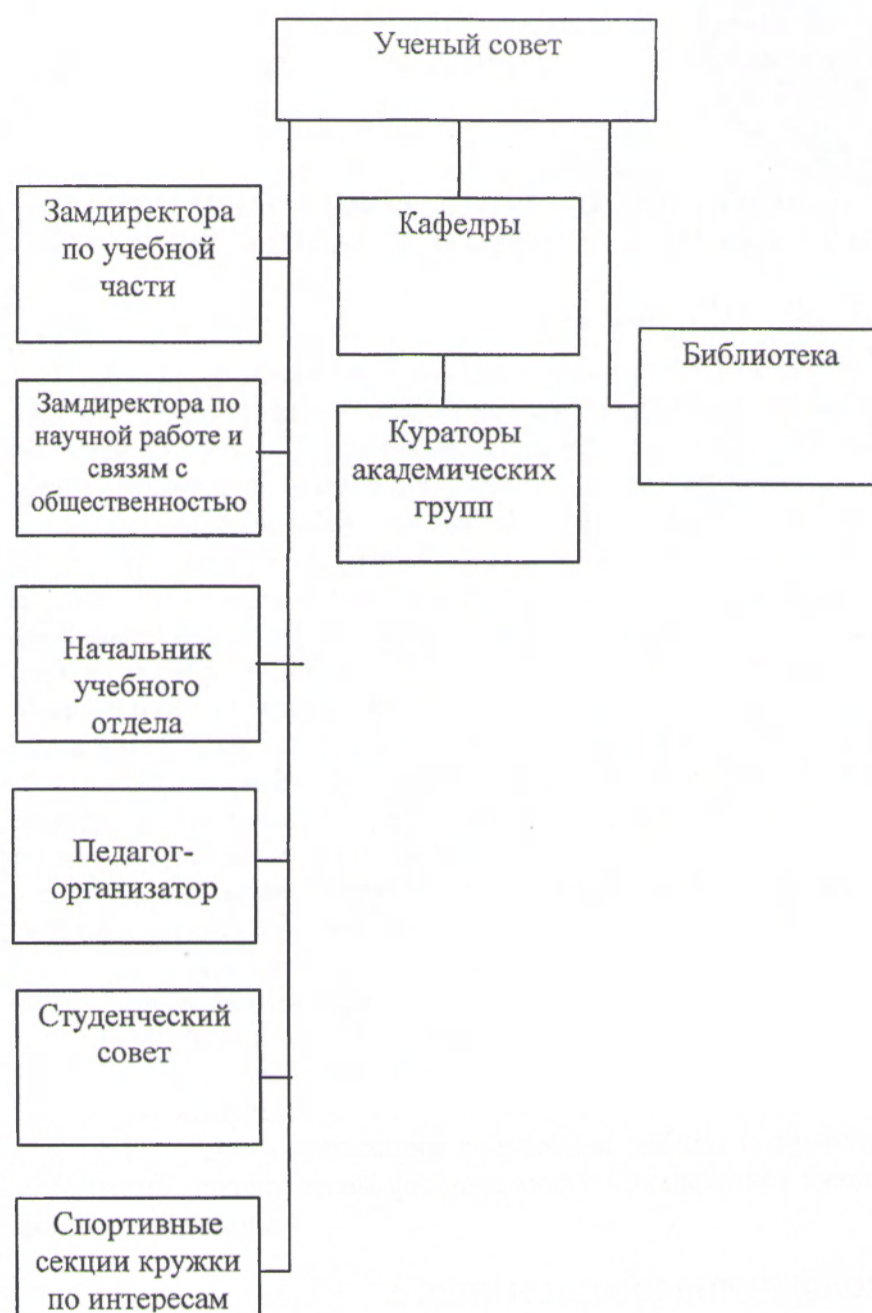 Ученый совет
Замдиректора
по учебной
части
Кафедры
Библиотека
Замдиректора по
научной работе и
связям с
общественностью
Кураторы
академических
групп
Начальник
учебного
отдела
Педагог-
организатор
Студенческий
совет
Спортивные
секции кружки
по интересам